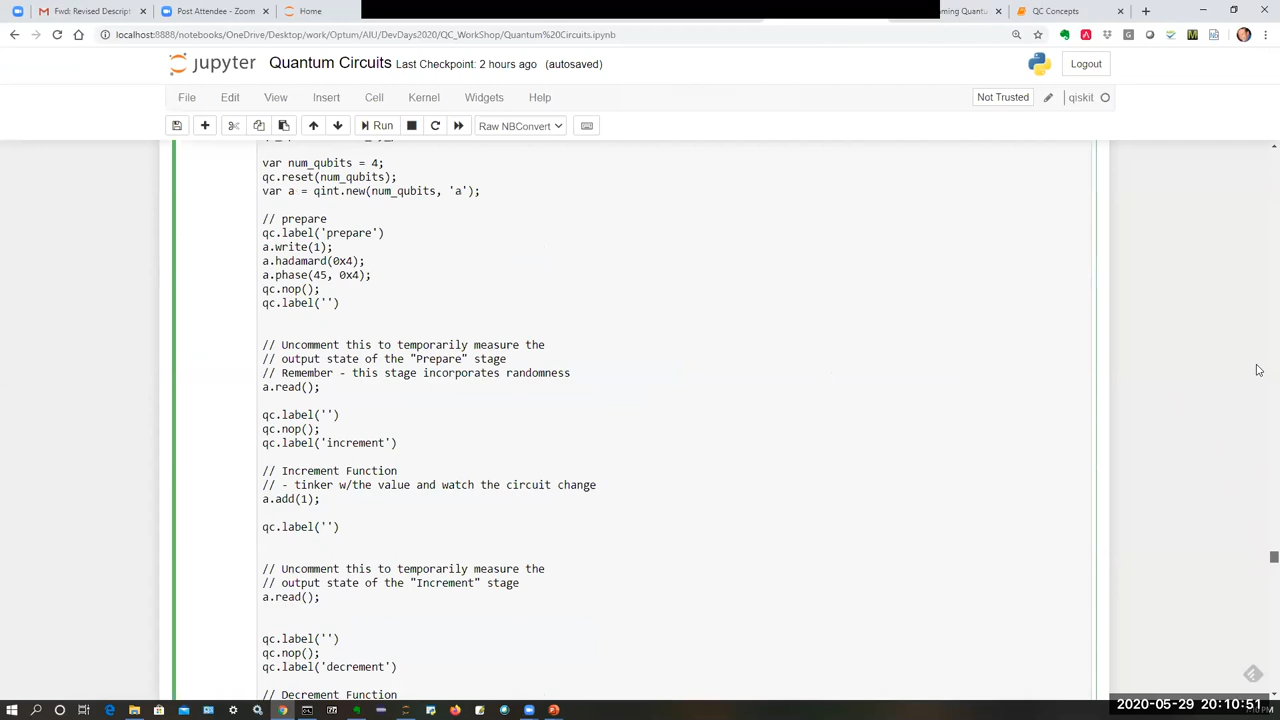 Fwd: Revised Descript
Post Attendee - Zoom
Home
ming Quantum
QC Concepts
localhost:8888/notebooks/OneDrive/Desktop/work/Optum/AIU/DevDays2020/QC_WorkShop/Quantum%20Circuits.ipynb
jupyter Quantum Circuits Last Checkpoint: 2 hours ago (autosaved)
Logout
File Edit View Insert Cell Kernel Widgets Help
Not Trusted
qiskit
Run
Raw NBConvert
var num_qubits = 4;
qc.reset(num_qubits);
var a = qint.new(num_qubits, 'a');
// prepare
qc.label('prepare')
a.write(1);
a.hadamard(0x4);
a.phase(45, 0x4);
qc.nop();
qc.label('')
// Uncomment this to temporarily measure the
// output state of the "Prepare" stage
// Remember - this stage incorporates randomness
a.read();
qc.label('')
qc.nop();
qc.label('increment')
// Increment Function
// - tinker w/the value and watch the circuit change
a.add(1);
qc.label('')
// Uncomment this to temporarily measure the
// output state of the "Increment" stage
a.read();
qc.label('')
qc.nop();
qc.label('decrement')
// Decrement Function
2020-05-29 20:10:51